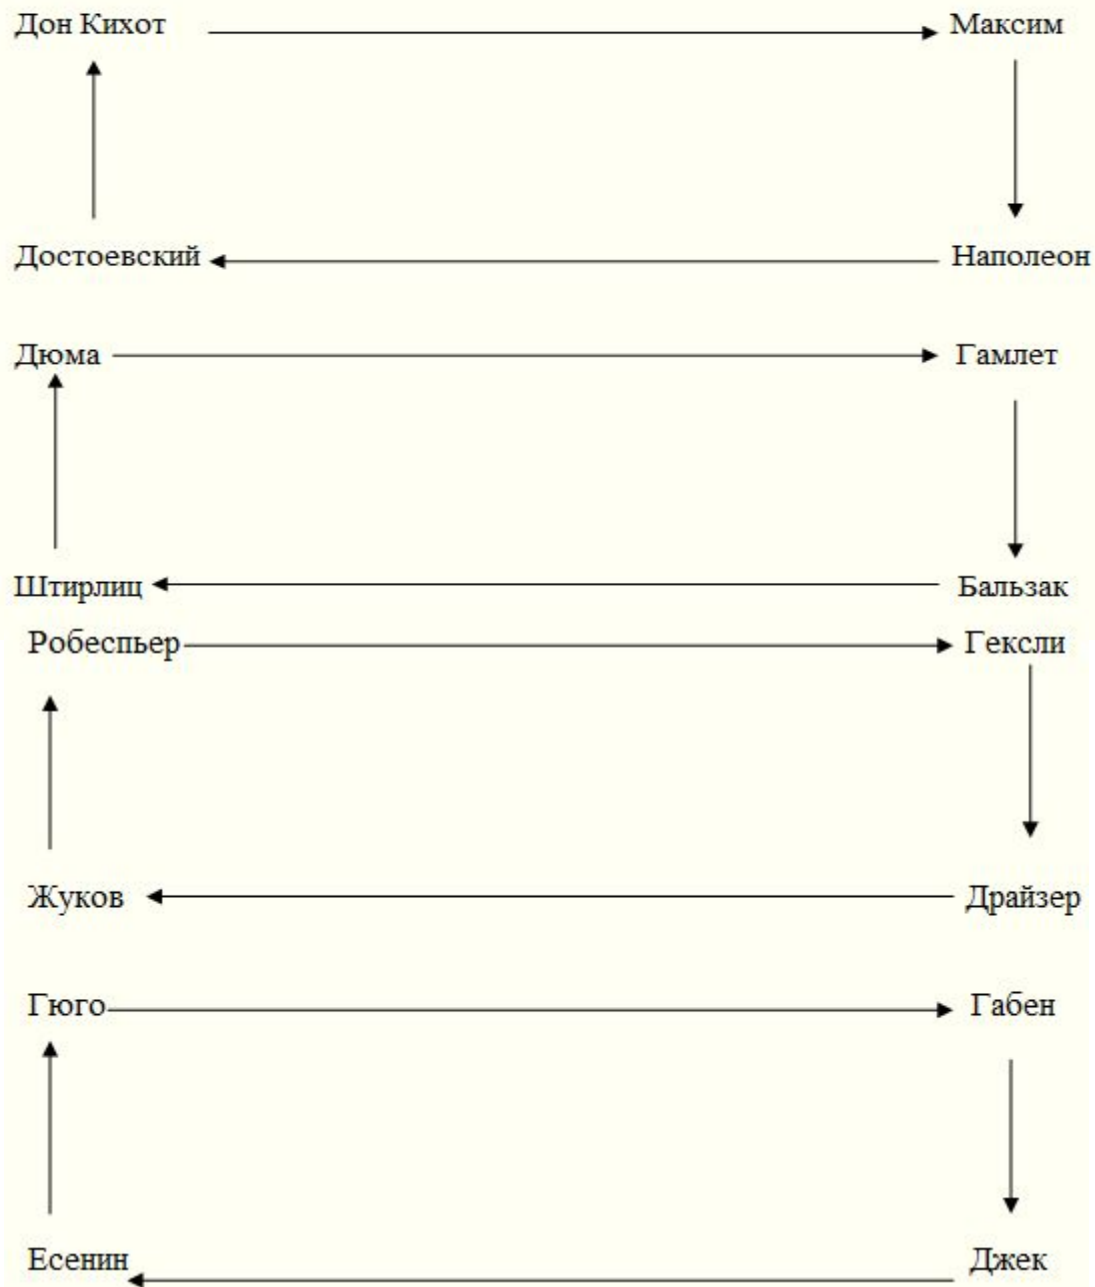 Дон Кихот Максим
Достоевский Наполеон
Дюма Гамлет
Штирлиц Бальзак
Робеспьер Гексли
Жуков Драйзер
Гюго Габен
Есенин Джек